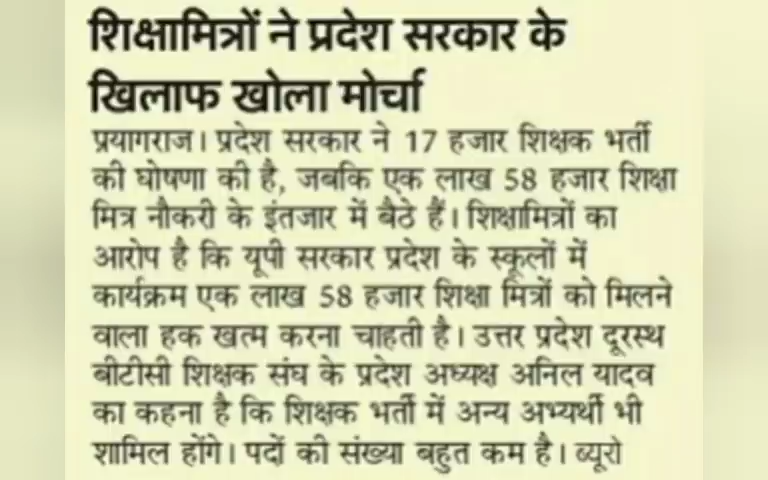 शिक्षामित्रों ने प्रदेश सरकार के
खिलाफ खोला मोर्चा
प्रयागराज। प्रदेश सरकार ने 17 हजार शिक्षक भर्ती
की घोषणा की है, जबकि एक लाख 58 हजार शिक्षा
मित्र नौकरी के इंतजार में बैठे हैं। शिक्षामित्रों का
आरोप है कि यूपी सरकार प्रदेश के स्कूलों में
कार्यक्रम एक लाख 58 हजार शिक्षा मित्रों को मिलने
वाला हक खत्म करना चाहती है। उत्तर प्रदेश दूरस्थ
बीटीसी शिक्षक संघ के प्रदेश अध्यक्ष अनिल यादव
का कहना है कि शिक्षक भर्ती में अन्य अभ्यर्थी भी
शामिल होंगे। पदों की संख्या बहुत कम है। ब्यूरो